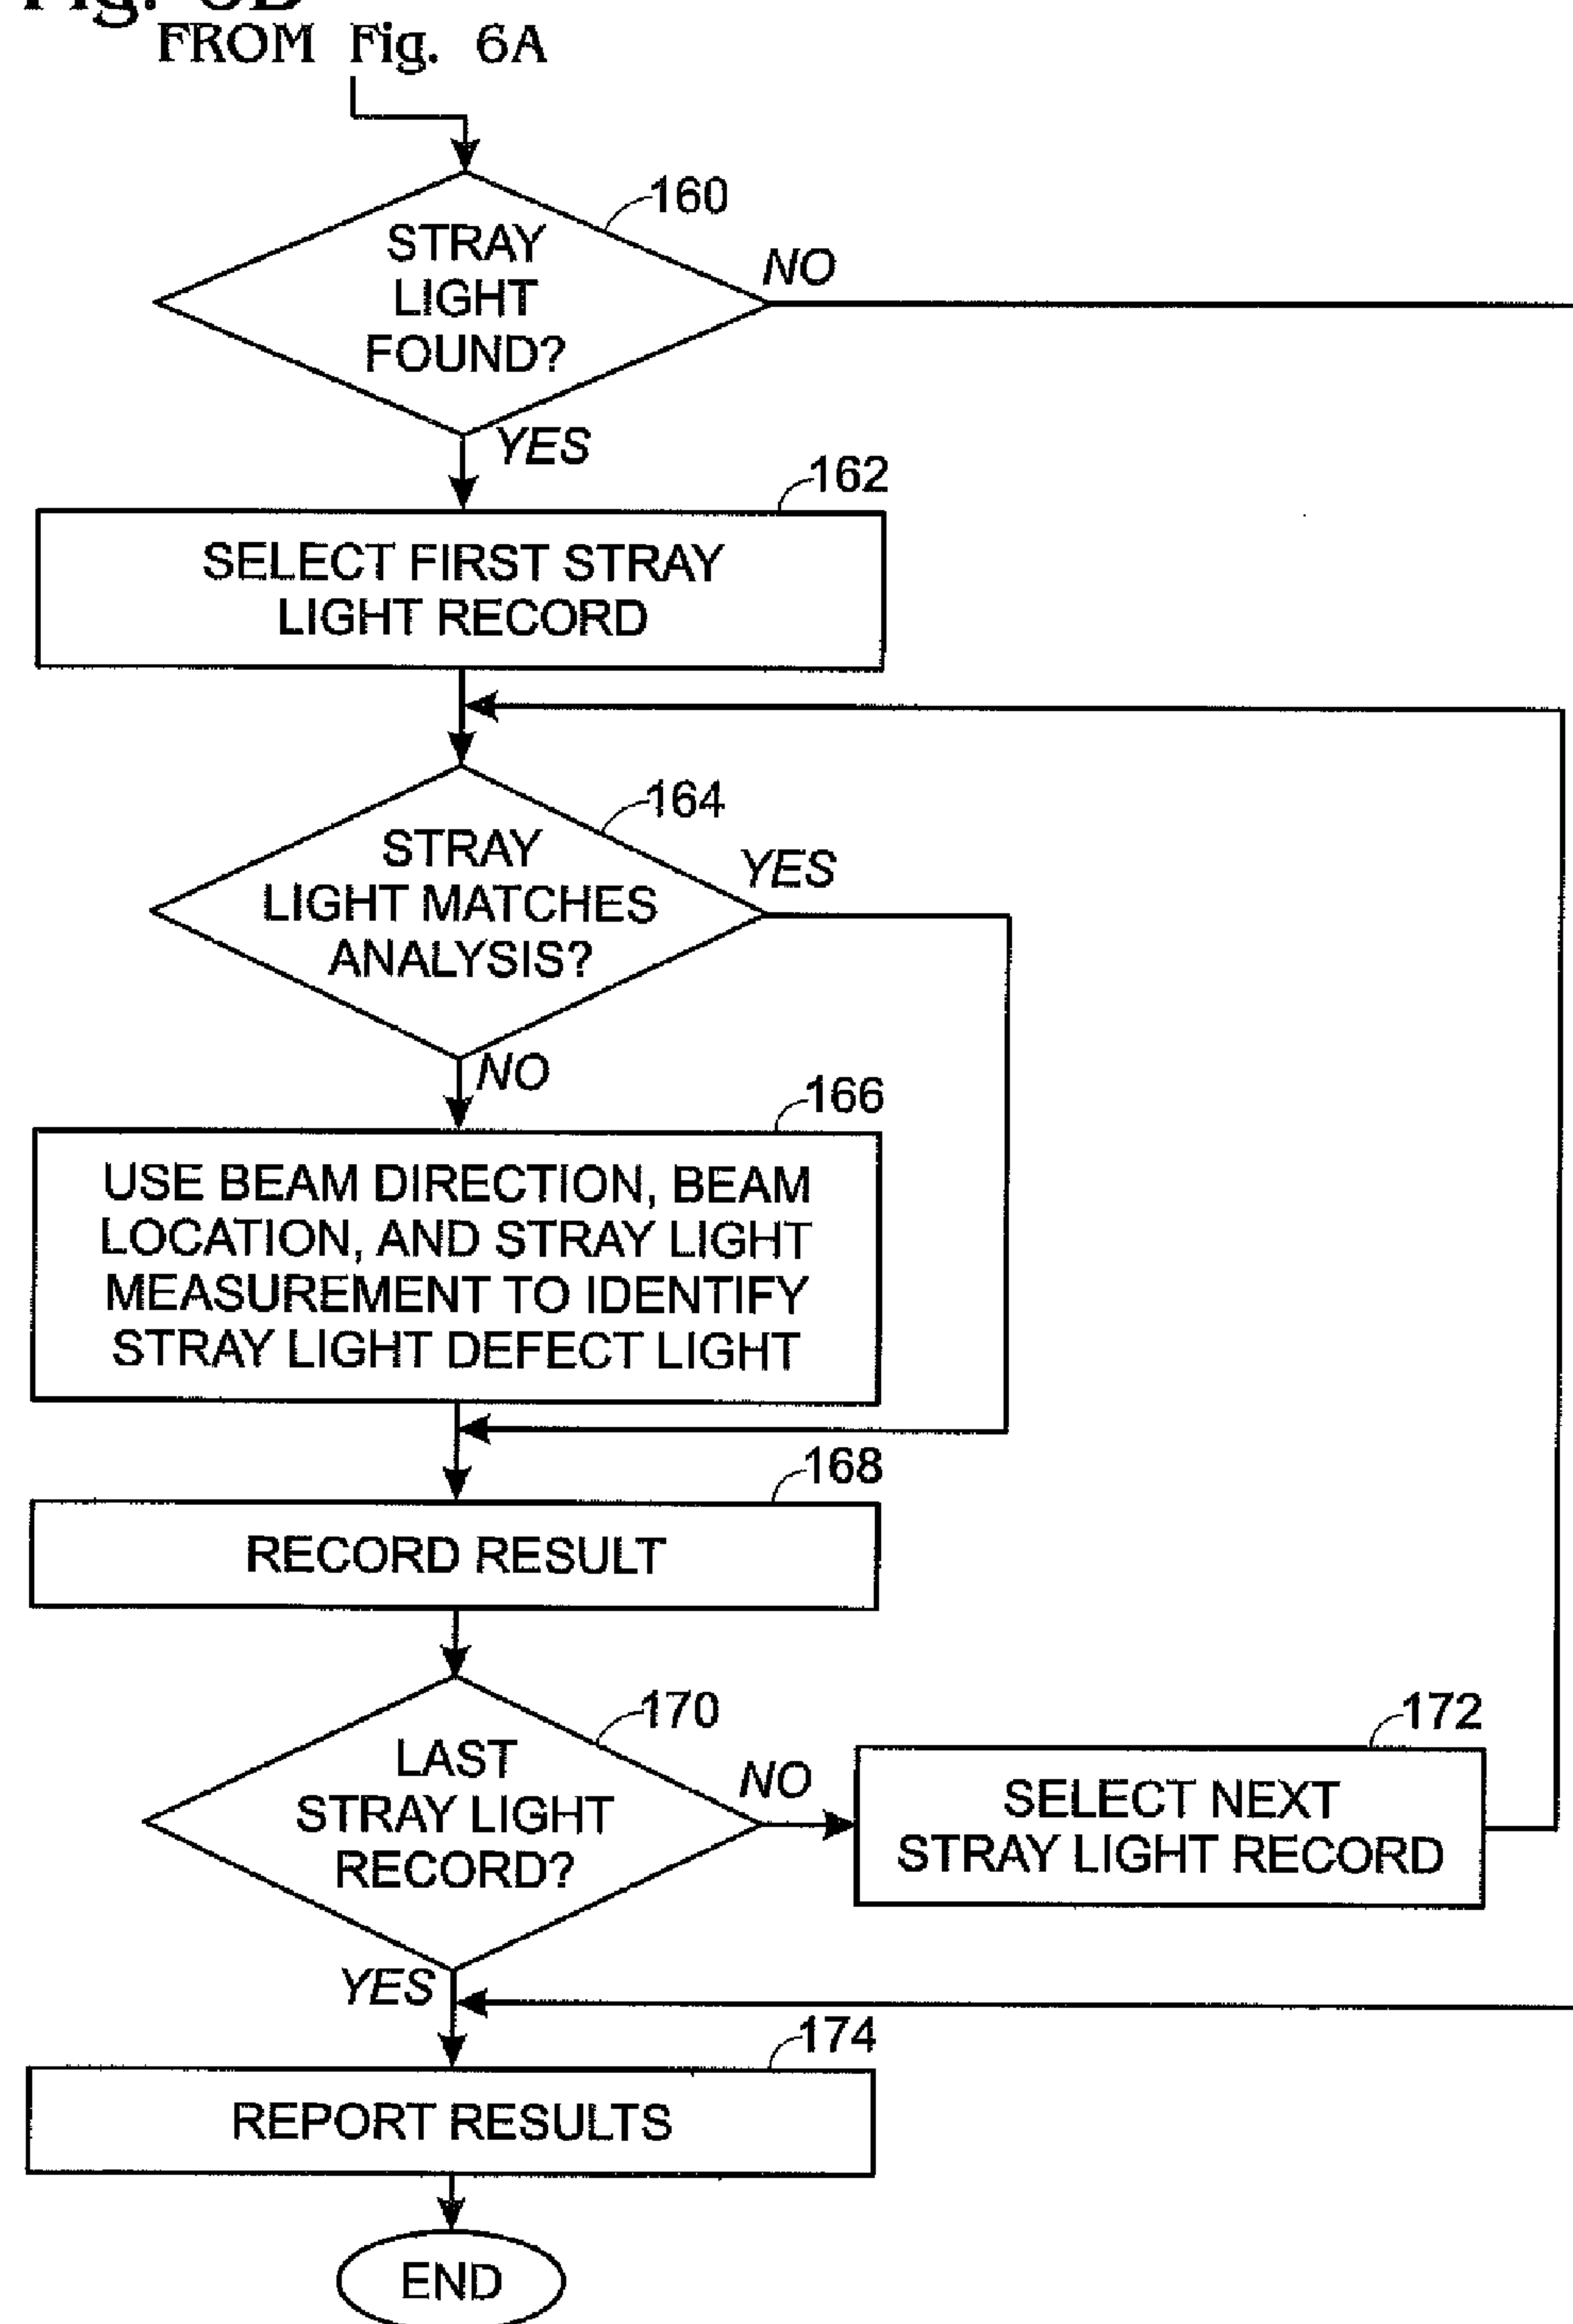 FROM Fig. 6A
160
STRAY
LIGHT
FOUND?
NO
YES
162
SELECT FIRST STRAY
LIGHT RECORD
164
STRAY
LIGHT MATCHES
ANALYSIS?
YES
NO
166
USE BEAM DIRECTION, BEAM
LOCATION, AND STRAY LIGHT
MEASUREMENT TO IDENTIFY
STRAY LIGHT DEFECT LIGHT
168
RECORD RESULT
170
LAST
STRAY LIGHT
RECORD?
NO
172
SELECT NEXT
STRAY LIGHT RECORD
YES
174
REPORT RESULTS
END